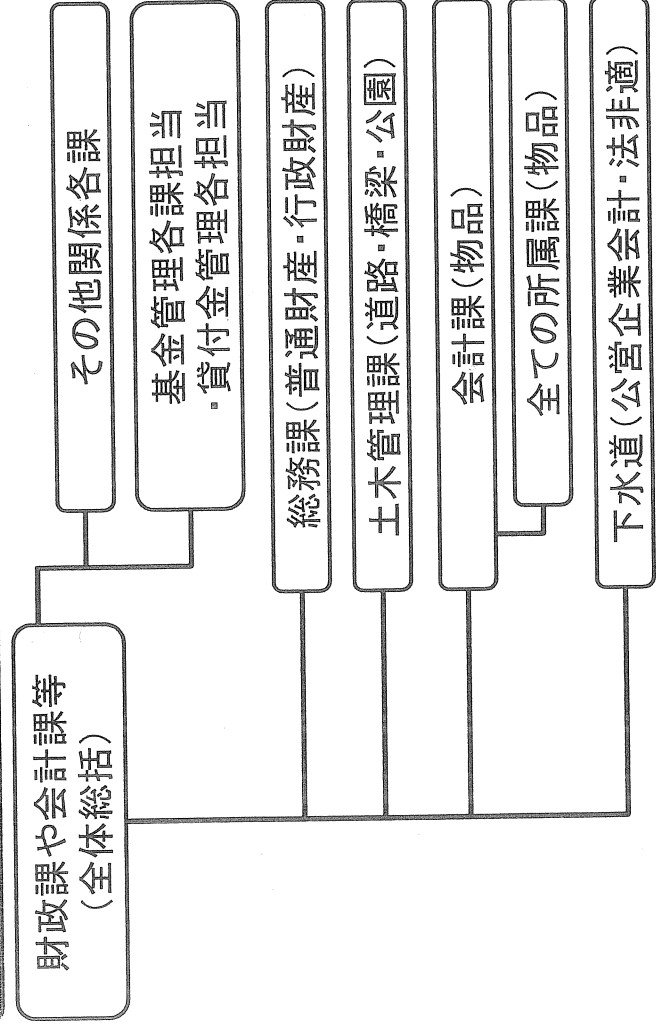 財政課や会計課等
(全体総括)
その他関係各課
基金管理各課担当
・貸付金管理各担当
総務課(普通財産・行政財産)
土木管理課(道路・橋梁・公園)
会計課(物品)
全ての所属課(物品)
下水道(公営企業会計・法非適)